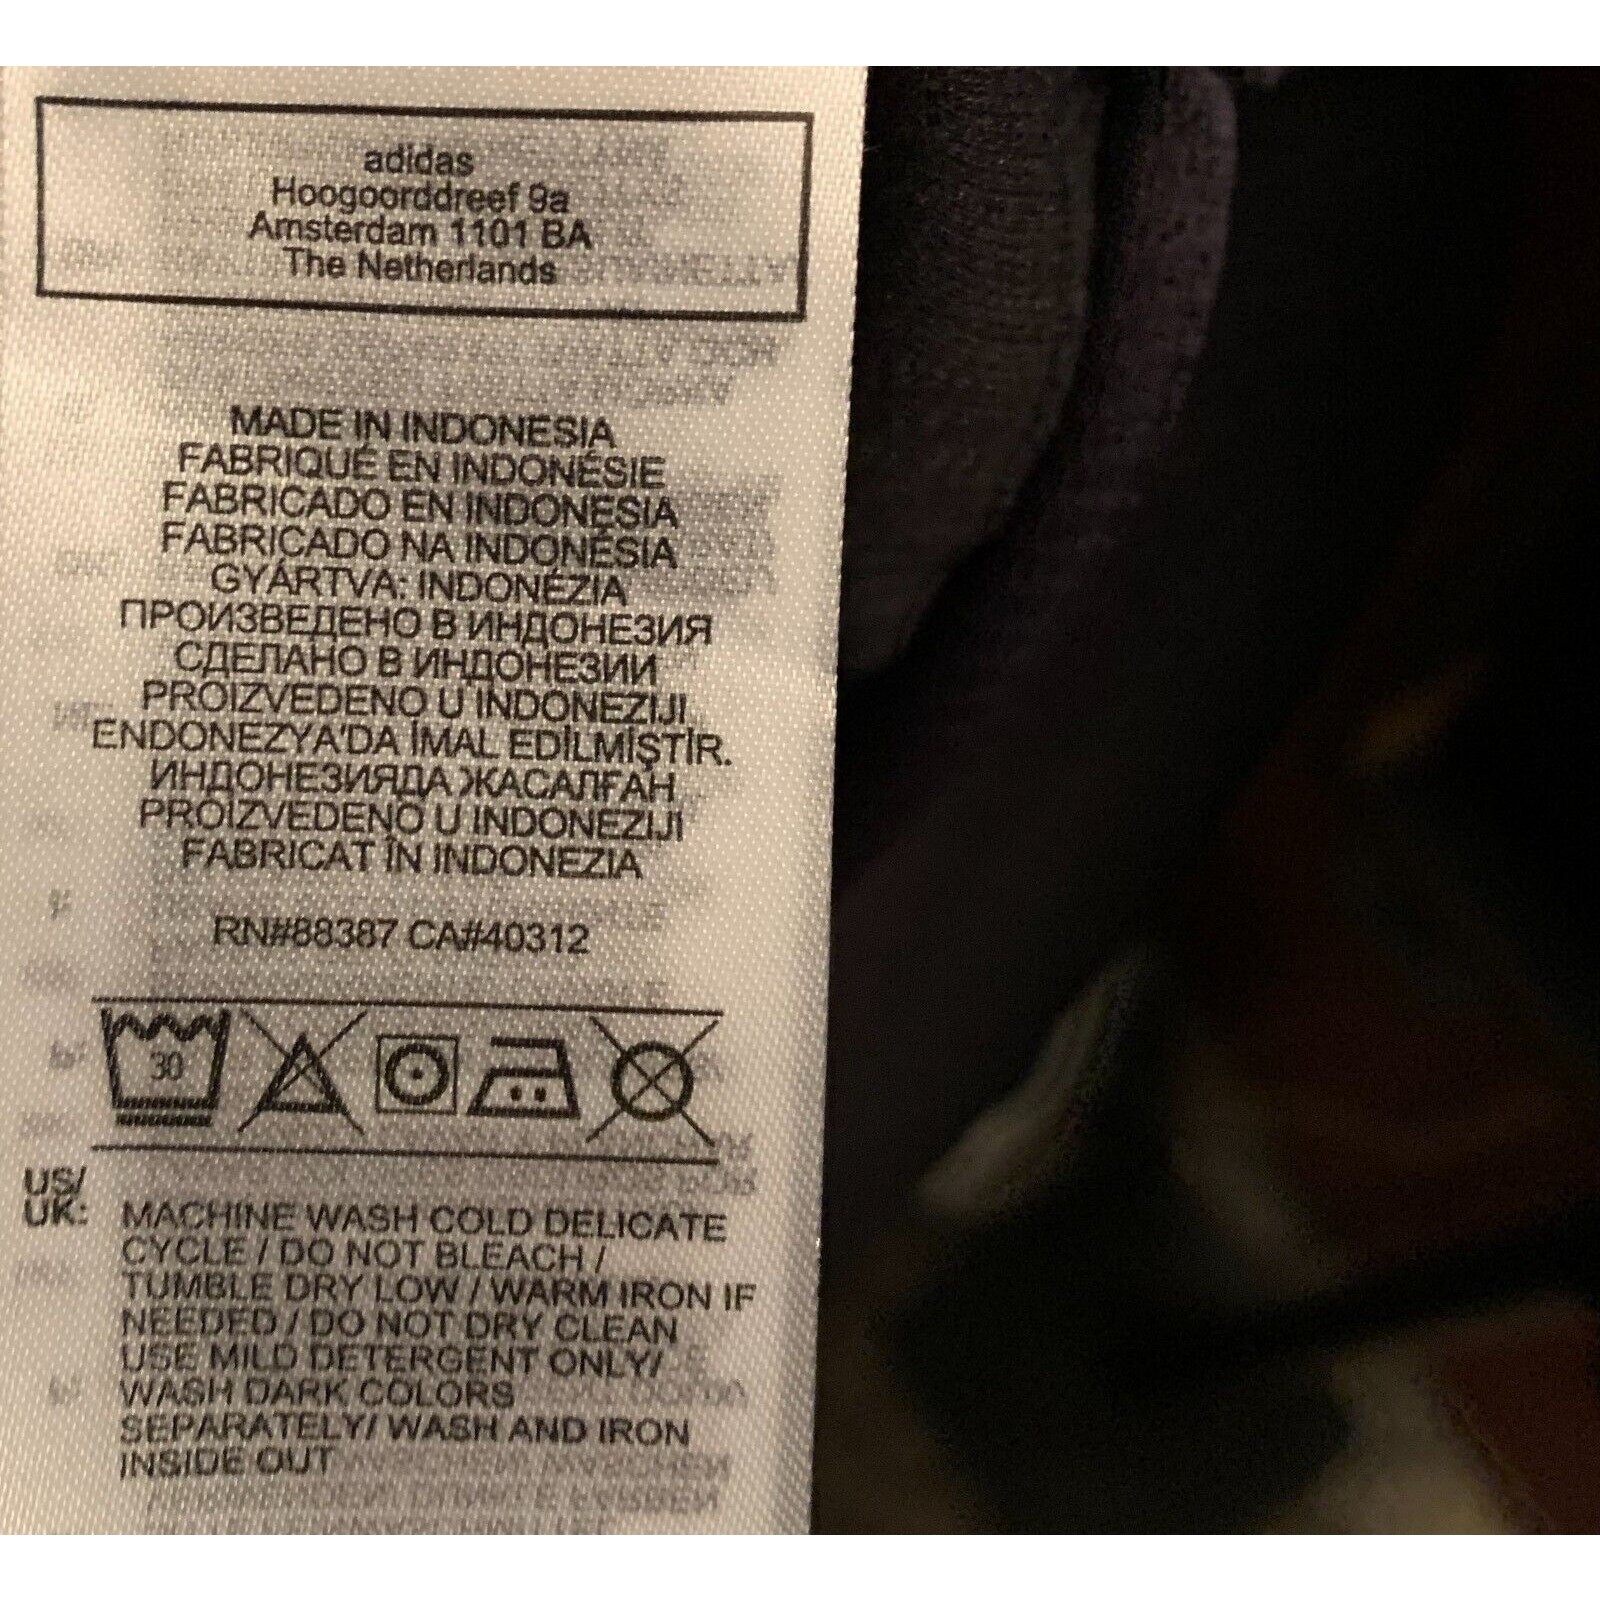 adidas
Hoogoorddreef 9a
Amsterdam 1101 BA
The Netherlands
MADE IN INDONESIA
FABRIQUÉ EN INDONÉSIE
FABRICADO EN INDONESIA
FABRICADO NA INDONÉSIA
GYÁRTVA: INDONÉZIA
ПРОИЗВЕДЕНО В ИНДОНЕЗИЯ
СДЕЛАНО В ИНДОНЕЗИИ
PROIZVEDENO U INDONEZIJI
ENDONEZYA'DA İMAL EDİLMİŞTİR.
ИНДОНЕЗИЯДА ЖАСАЛҒАН
PROIZVEDENO U INDONEZIJI
FABRICAT ÎN INDONEZIA
RN#88387 CA#40312
30
US/
UK:
MACHINE WASH COLD DELICATE
CYCLE / DO NOT BLEACH /
TUMBLE DRY LOW / WARM IRON IF
NEEDED / DO NOT DRY CLEAN
USE MILD DETERGENT ONLY/
WASH DARK COLORS
SEPARATELY/ WASH AND IRON
INSIDE OUT